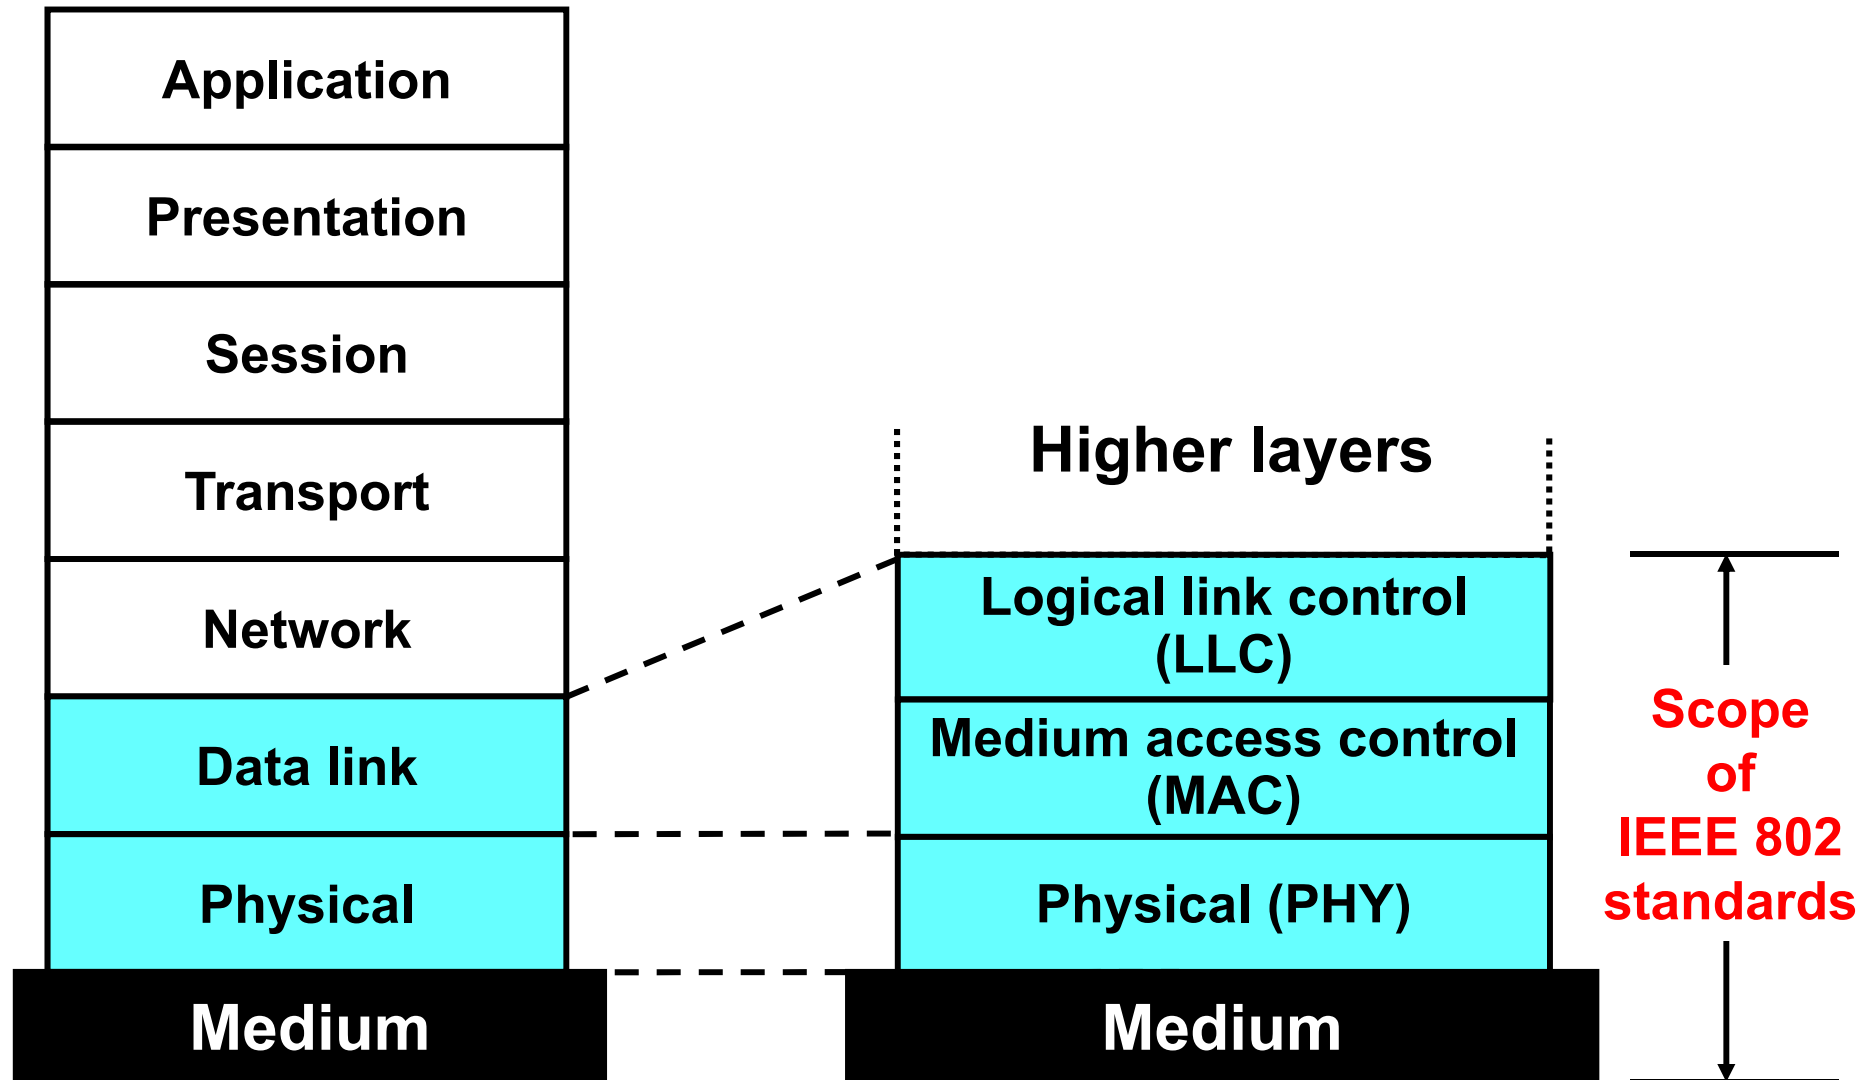 Application
Presentation
Session
Transport
Network
Data link
Physical
Medium
Higher layers
Logical link control
(LLC)
Medium access control
(MAC)
Physical (PHY)
Medium
Scope
of
IEEE 802
standards